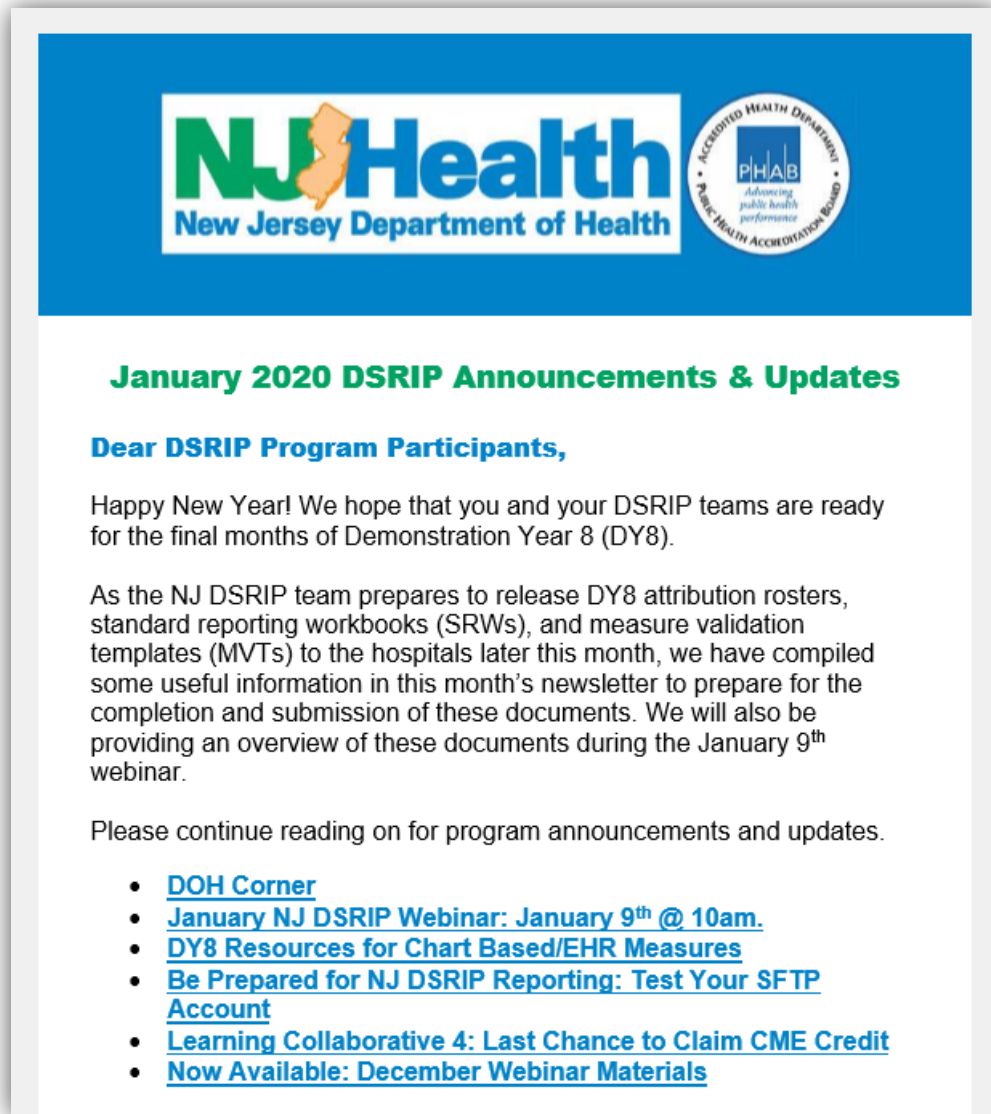 NJ Health
New Jersey Department of Health
ACCREDITED HEALTH DEPARTMENT
PUBLIC HEALTH ACCREDITATION BOARD
PHAB
Advancing
public health
performance
January 2020 DSRIP Announcements & Updates
Dear DSRIP Program Participants,
Happy New Year! We hope that you and your DSRIP teams are ready
for the final months of Demonstration Year 8 (DY8).
As the NJ DSRIP team prepares to release DY8 attribution rosters,
standard reporting workbooks (SRWs), and measure validation
templates (MVTs) to the hospitals later this month, we have compiled
some useful information in this month’s newsletter to prepare for the
completion and submission of these documents. We will also be
providing an overview of these documents during the January 9th
webinar.
Please continue reading on for program announcements and updates.
• DOH Corner
• January NJ DSRIP Webinar: January 9th @ 10am.
• DY8 Resources for Chart Based/EHR Measures
• Be Prepared for NJ DSRIP Reporting: Test Your SFTP
Account
• Learning Collaborative 4: Last Chance to Claim CME Credit
• Now Available: December Webinar Materials